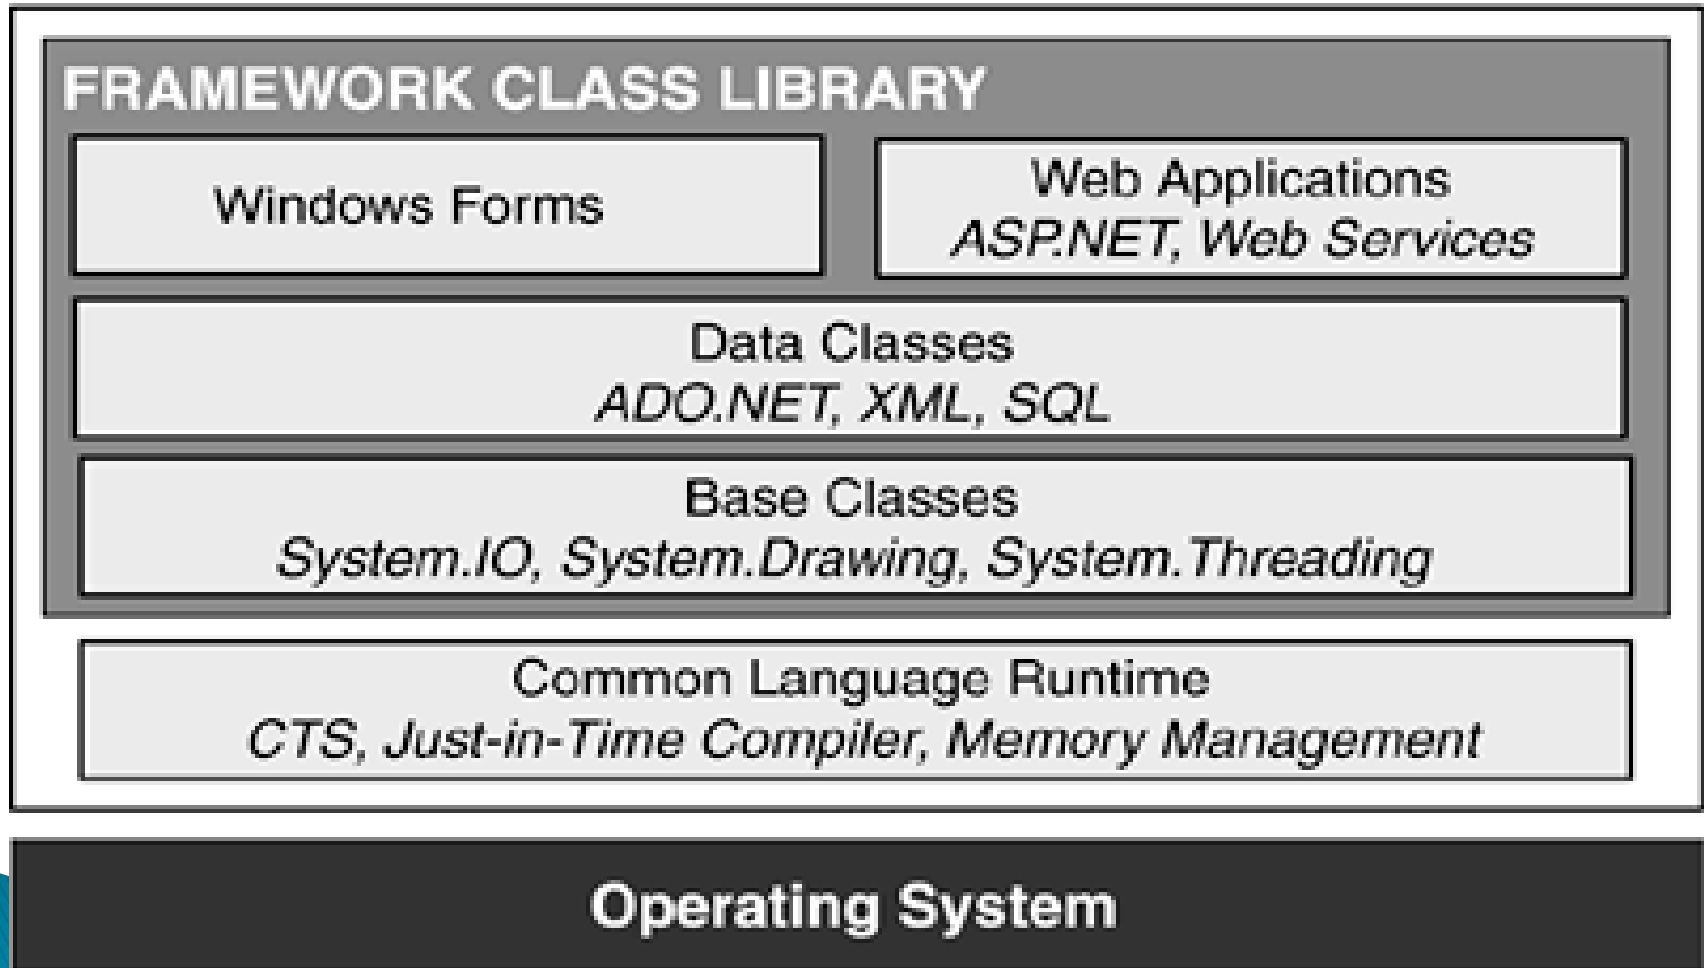 FRAMEWORK CLASS LIBRARY
Windows Forms
Web Applications
ASP.NET, Web Services
Data Classes
ADO.NET, XML, SQL
Base Classes
System.IO, System.Drawing, System.Threading
Common Language Runtime
CTS, Just-in-Time Compiler, Memory Management
Operating System